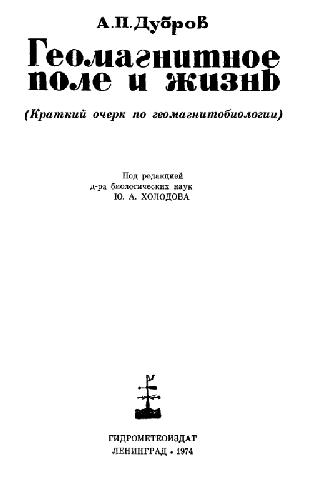 А.П. Дубров
Геомагнитное
поле и жизнь
(Краткий очерк по геомагнитобиологии)
Под редакцией
д-ра биологических наук
Ю. А. ХОЛОДОВА
ГИДРОМЕТЕОИЗДАТ
ЛЕНИНГРАД • 1974